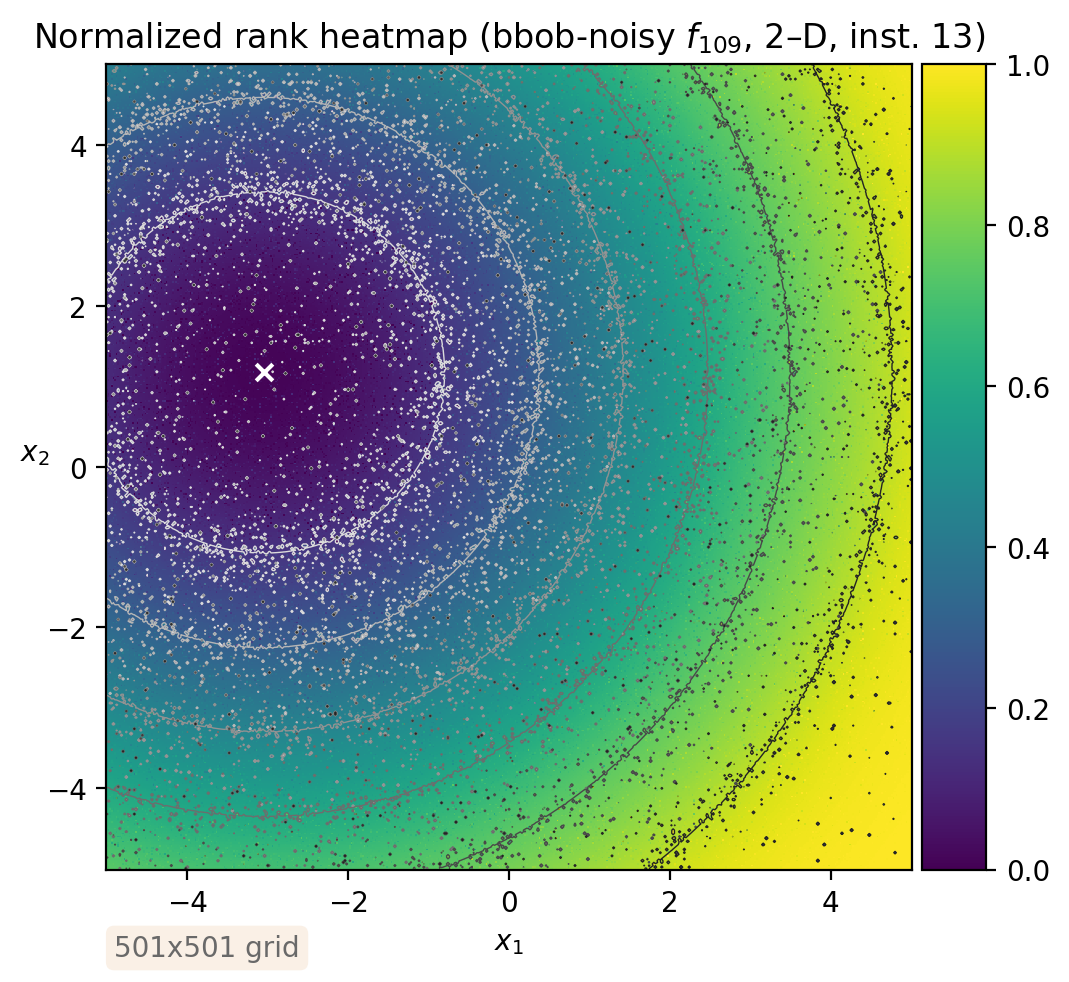 Normalized rank heatmap (bbob-noisy f₁₀₉, 2–D, inst. 13)
1.0
4
0.8
2
0.6
x₂
0
0.4
−2
0.2
−4
0.0
−4 −2 0 2 4
501x501 grid
x₁